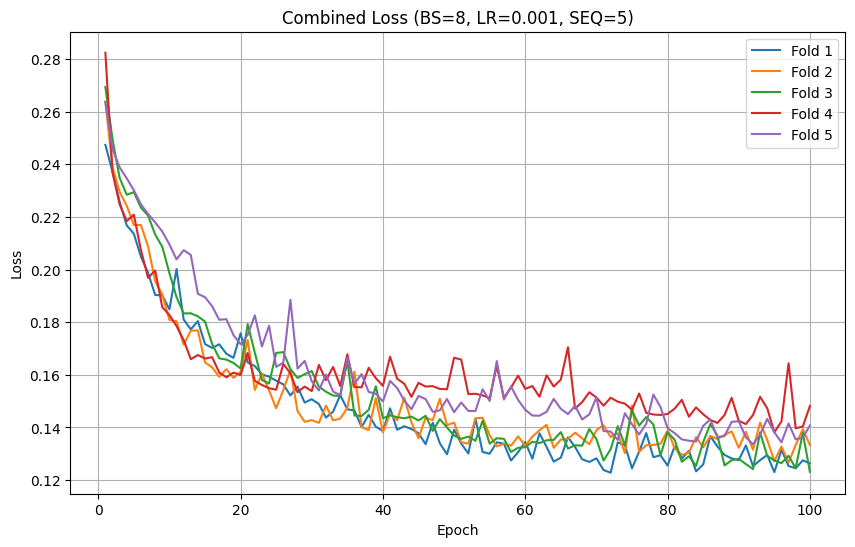 Combined Loss (BS=8, LR=0.001, SEQ=5)
Loss
0.28
0.26
0.24
0.22
0.20
0.18
0.16
0.14
0.12
Fold 1
Fold 2
Fold 3
Fold 4
Fold 5
0
20
40
60
80
100
Epoch